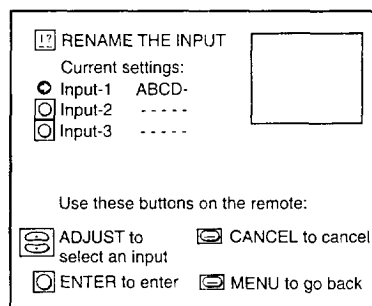 !? RENAME THE INPUT
Current settings:
Input-1 ABCD-
Input-2 - - - - -
Input-3 - - - - -
Use these buttons on the remote:
ADJUST to select an input
CANCEL to cancel
ENTER to enter
MENU to go back